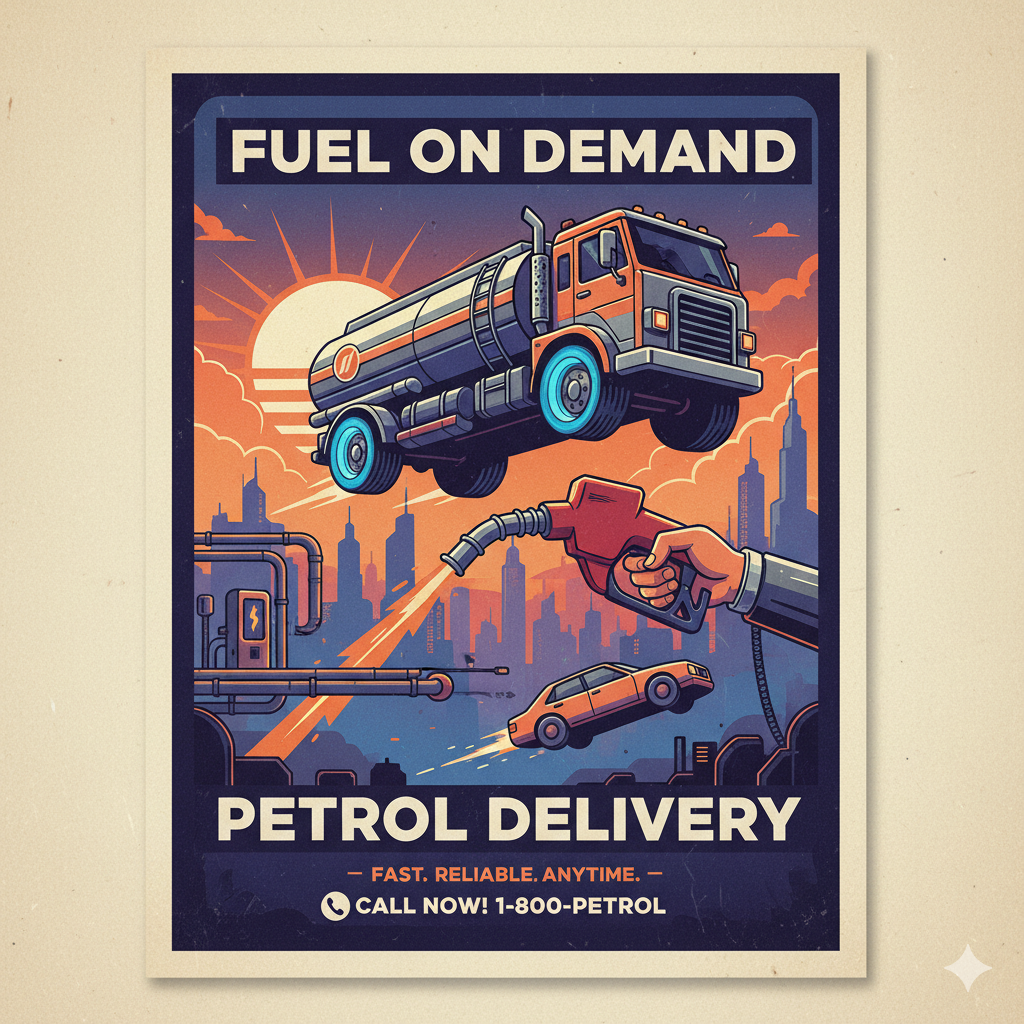 FUEL ON DEMAND
PETROL DELIVERY
– FAST. RELIABLE. ANYTIME. –
CALL NOW! 1-800-PETROL